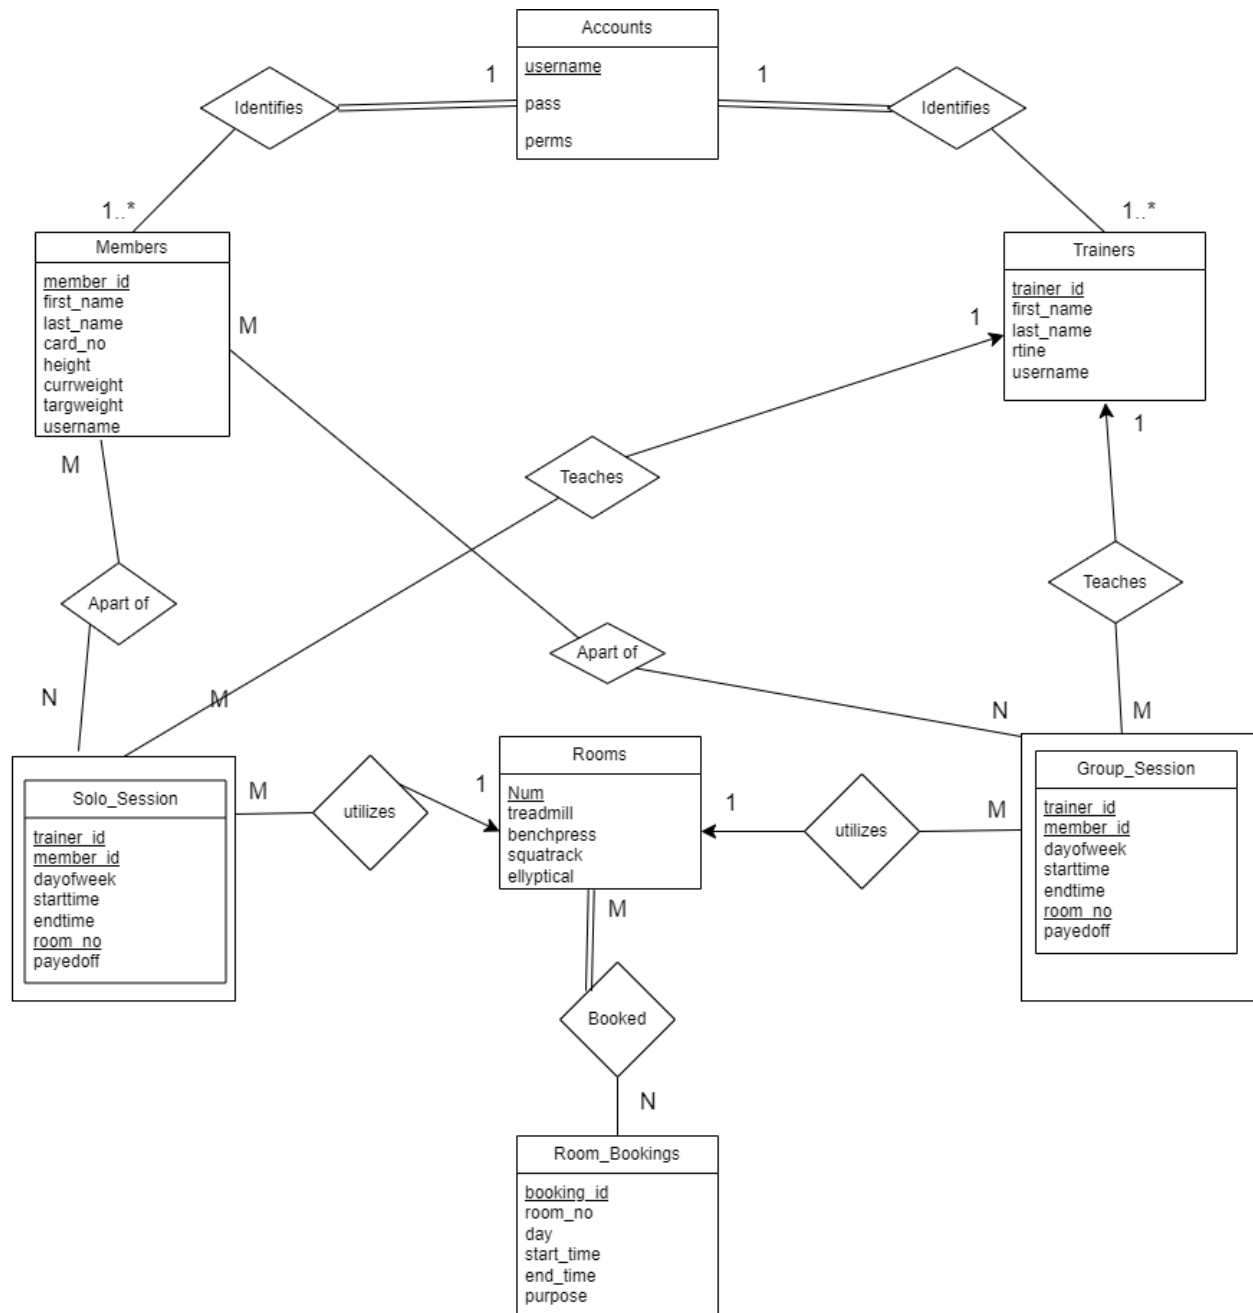 Accounts
username
pass
perms
1
1
Identifies
Identifies
1..*
1..*
Members
member_id
first_name
last_name
card_no
height
currweight
targweight
username
Trainers
trainer_id
first_name
last_name
rtine
username
M
1
M
1
Teaches
Teaches
Apart of
Apart of
N
M
N
M
Solo_Session
trainer_id
member_id
dayofweek
starttime
endtime
room_no
payedoff
M
utilizes
1
Rooms
Num
treadmill
benchpress
squatrack
ellyptical
1
utilizes
M
Group_Session
trainer_id
member_id
dayofweek
starttime
endtime
room_no
payedoff
M
Booked
N
Room_Bookings
booking_id
room_no
day
start_time
end_time
purpose